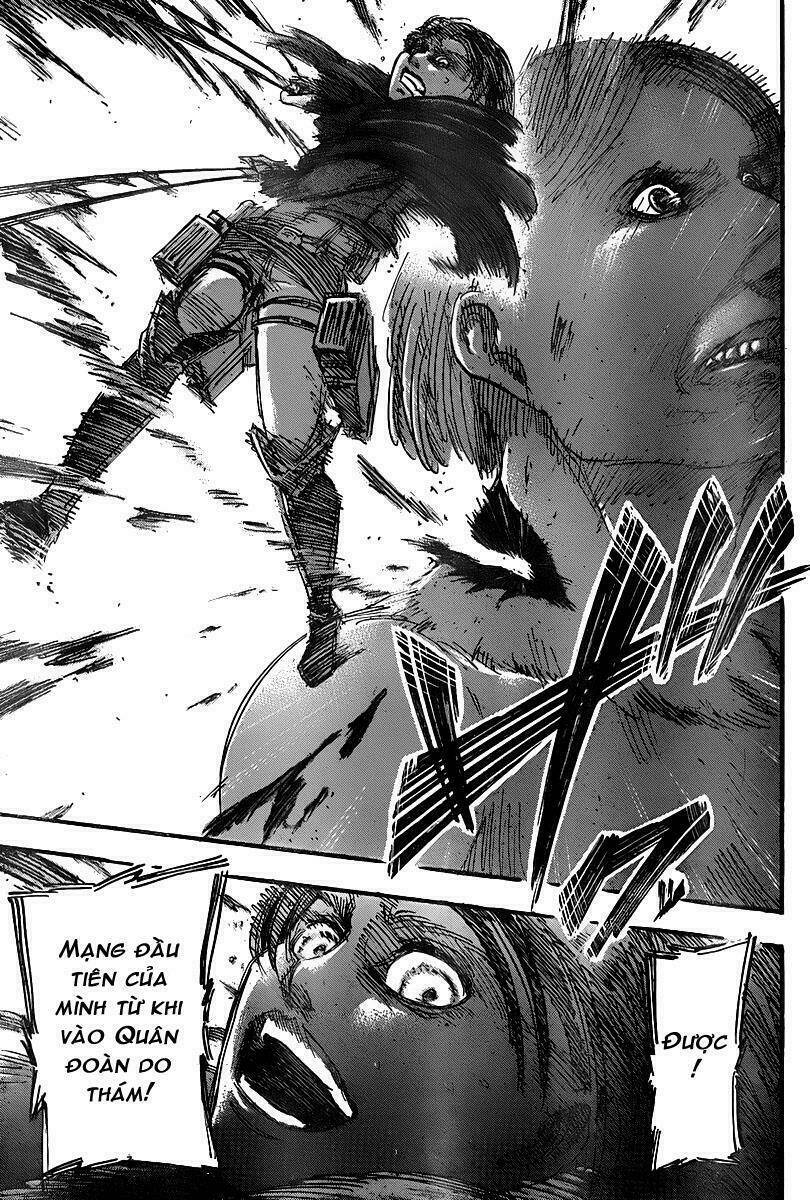 Được
!
Mạng đầu
tiên của
mình từ khi
vào Quân
đoàn do
thám!